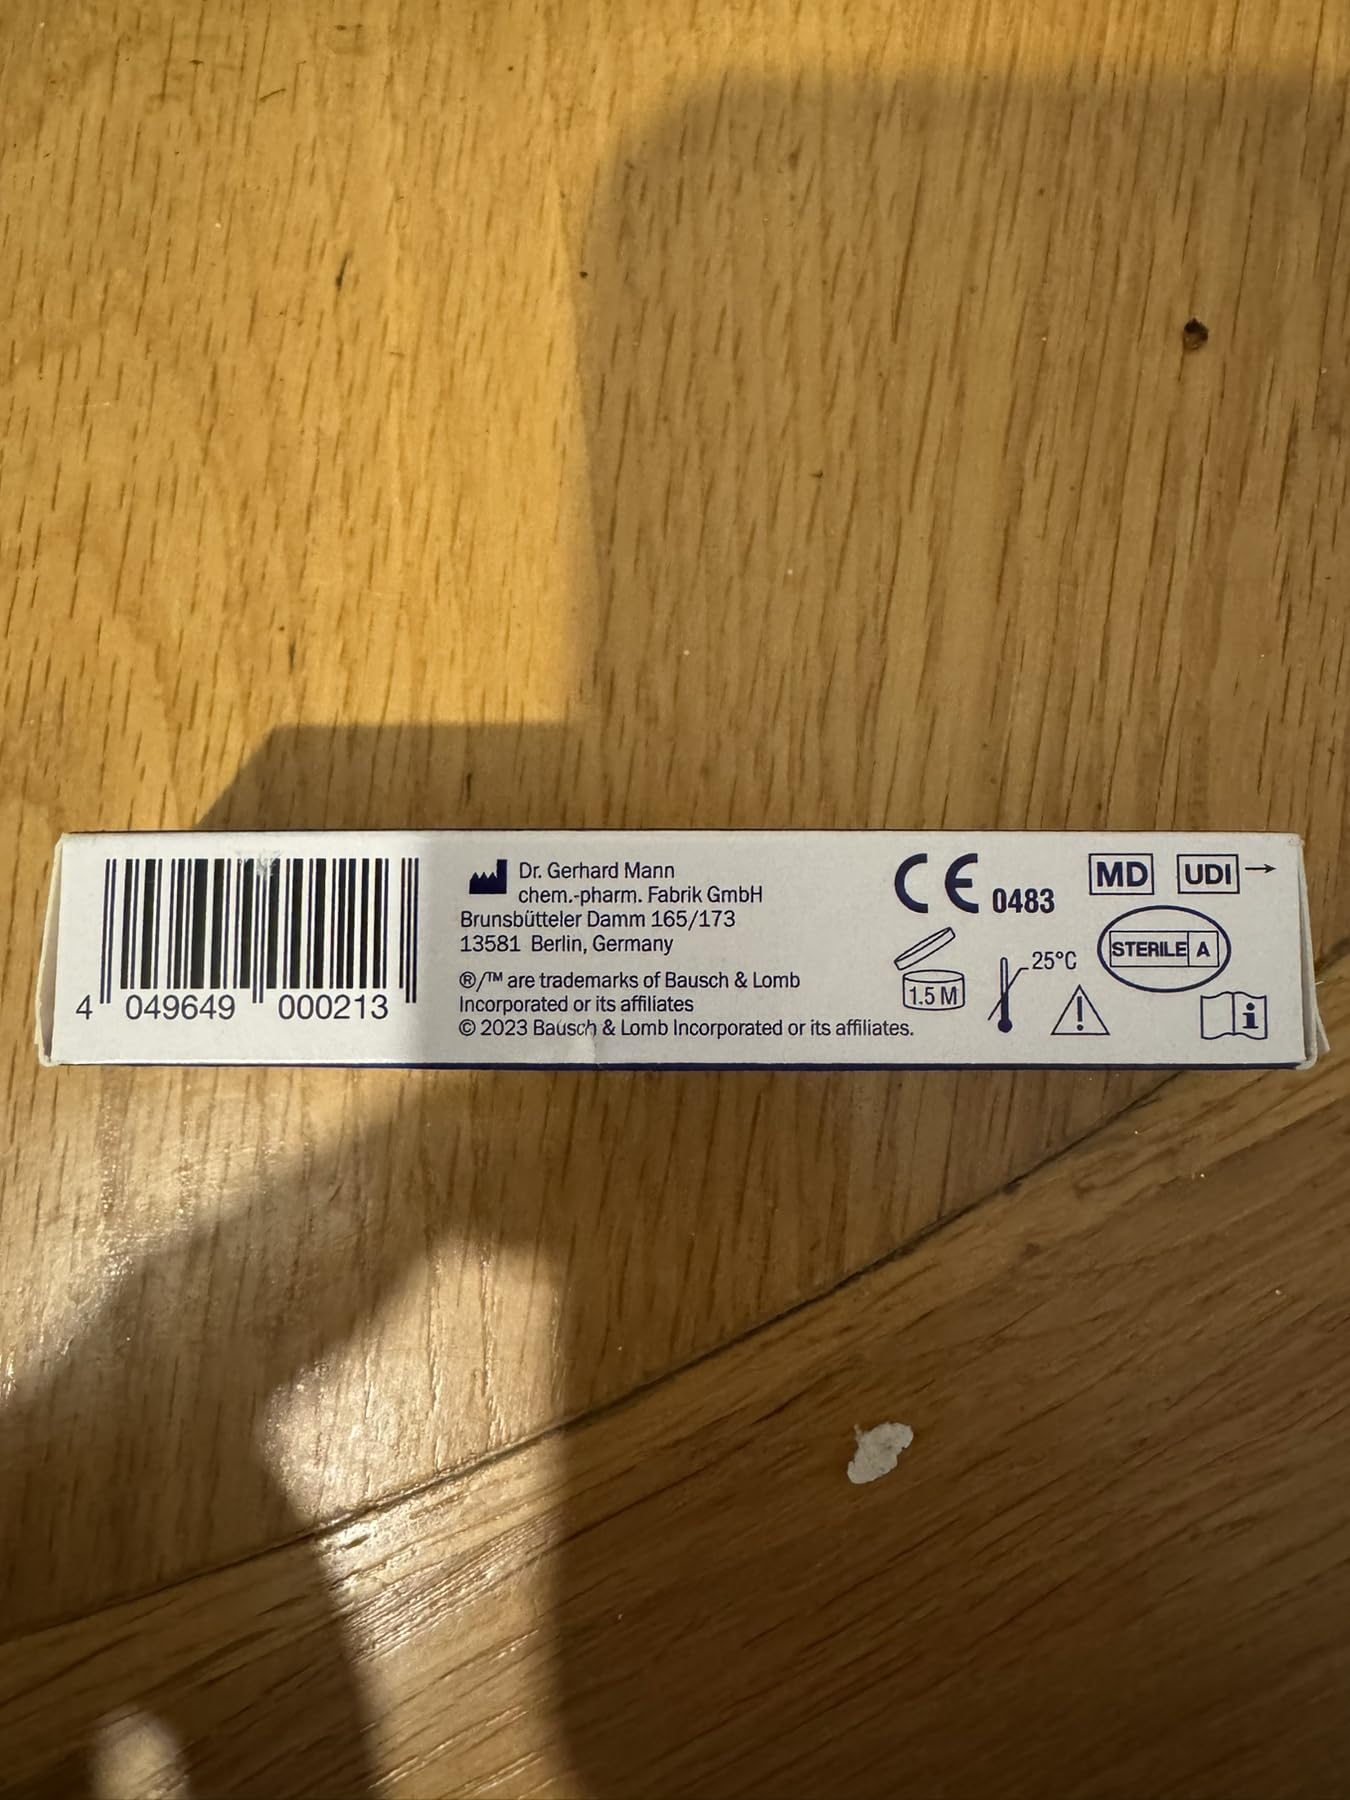 4 049649 000213
Dr. Gerhard Mann
chem.-pharm. Fabrik GmbH
Brunsbütteler Damm 165/173
13581 Berlin, Germany
®/™ are trademarks of Bausch & Lomb
Incorporated or its affiliates
© 2023 Bausch & Lomb Incorporated or its affiliates.
CE 0483
MD
UDI
STERILE A
25°C
1.5 M